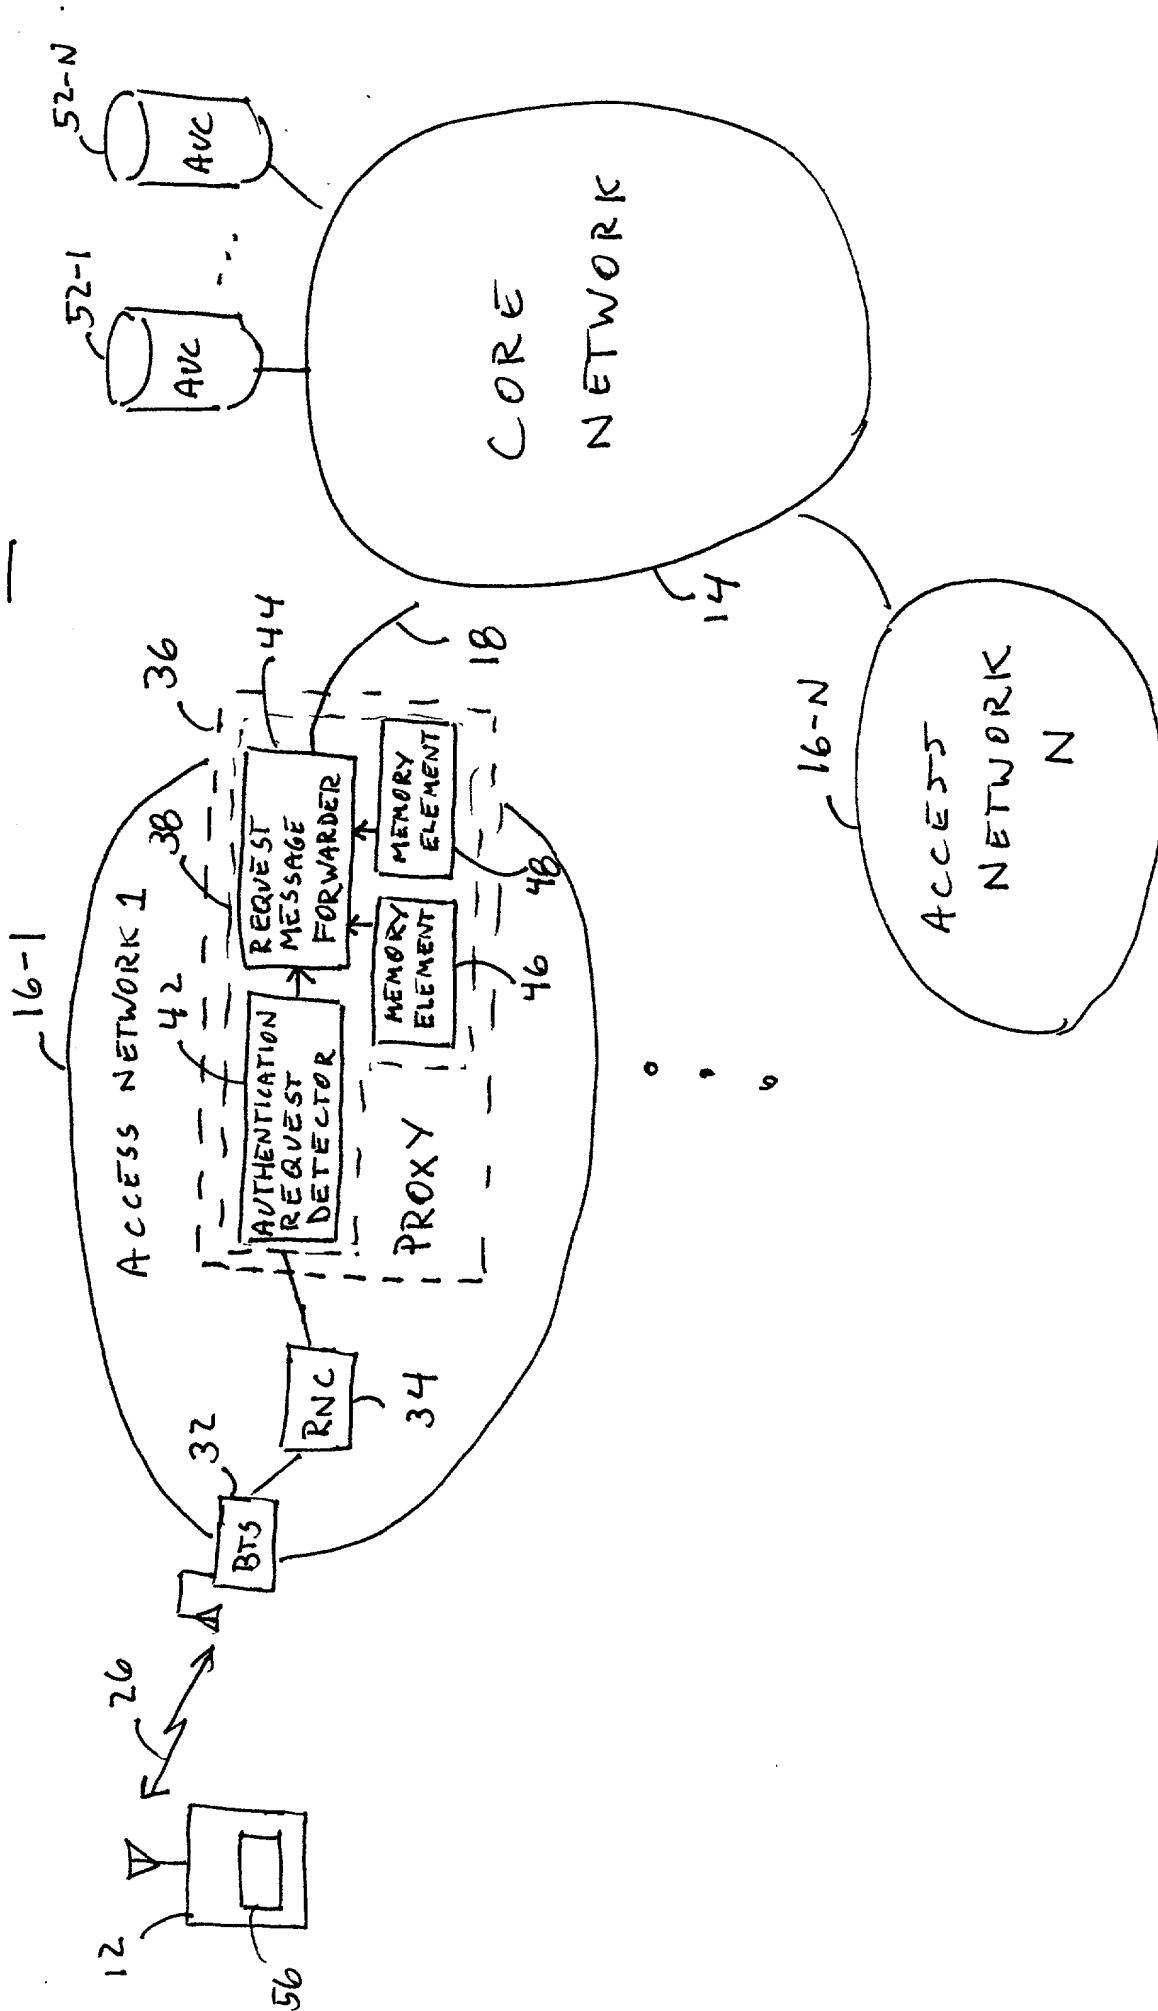 16-1
ACCESS NETWORK 1
36
38
44
42
52-1
52-N
AUC
...
AUC
12
56
26
32
BTS
RNC
34
AUTHENTICATION
REQUEST
DETECTOR
REQUEST
MESSAGE
FORWARDER
MEMORY
ELEMENT
46
MEMORY
ELEMENT
48
PROXY
18
CORE
NETWORK
14
16-N
ACCESS
NETWORK
N